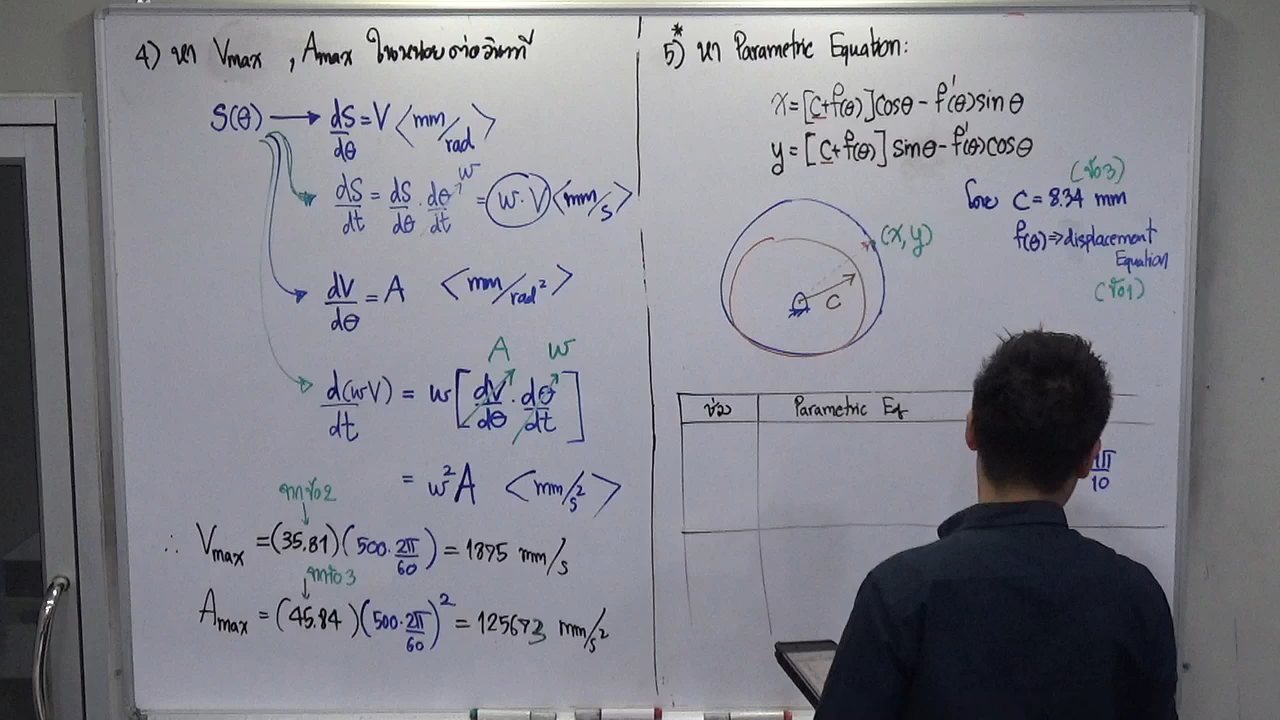 4) หา Vmax , Amax ในหน่วยต่อวินาที
S(θ) → dS/dθ = V <mm/rad>
dS/dt = dS/dθ · dθ/dt = w·V <mm/s>
w
dV/dθ = A <mm/rad²>
A w
d(wV)/dt = w[dV/dθ · dθ/dt]
= w²A <mm/s²>
จากข้อ2
∴ Vmax = (35.81)(500·2π/60) = 1875 mm/s
จากข้อ3
Amax = (45.84)(500·2π/60)² = 125673 mm/s²
5)* หา Parametric Equation:
x = [C+f(θ)]cosθ - f'(θ)sinθ
y = [C+f(θ)]sinθ - f'(θ)cosθ
(ข้อ3)
โดย C = 8.34 mm
f(θ) ⇒ displacement
Equation
(ข้อ1)
(x,y)
C
ช่วง Parametric Eq
π
10